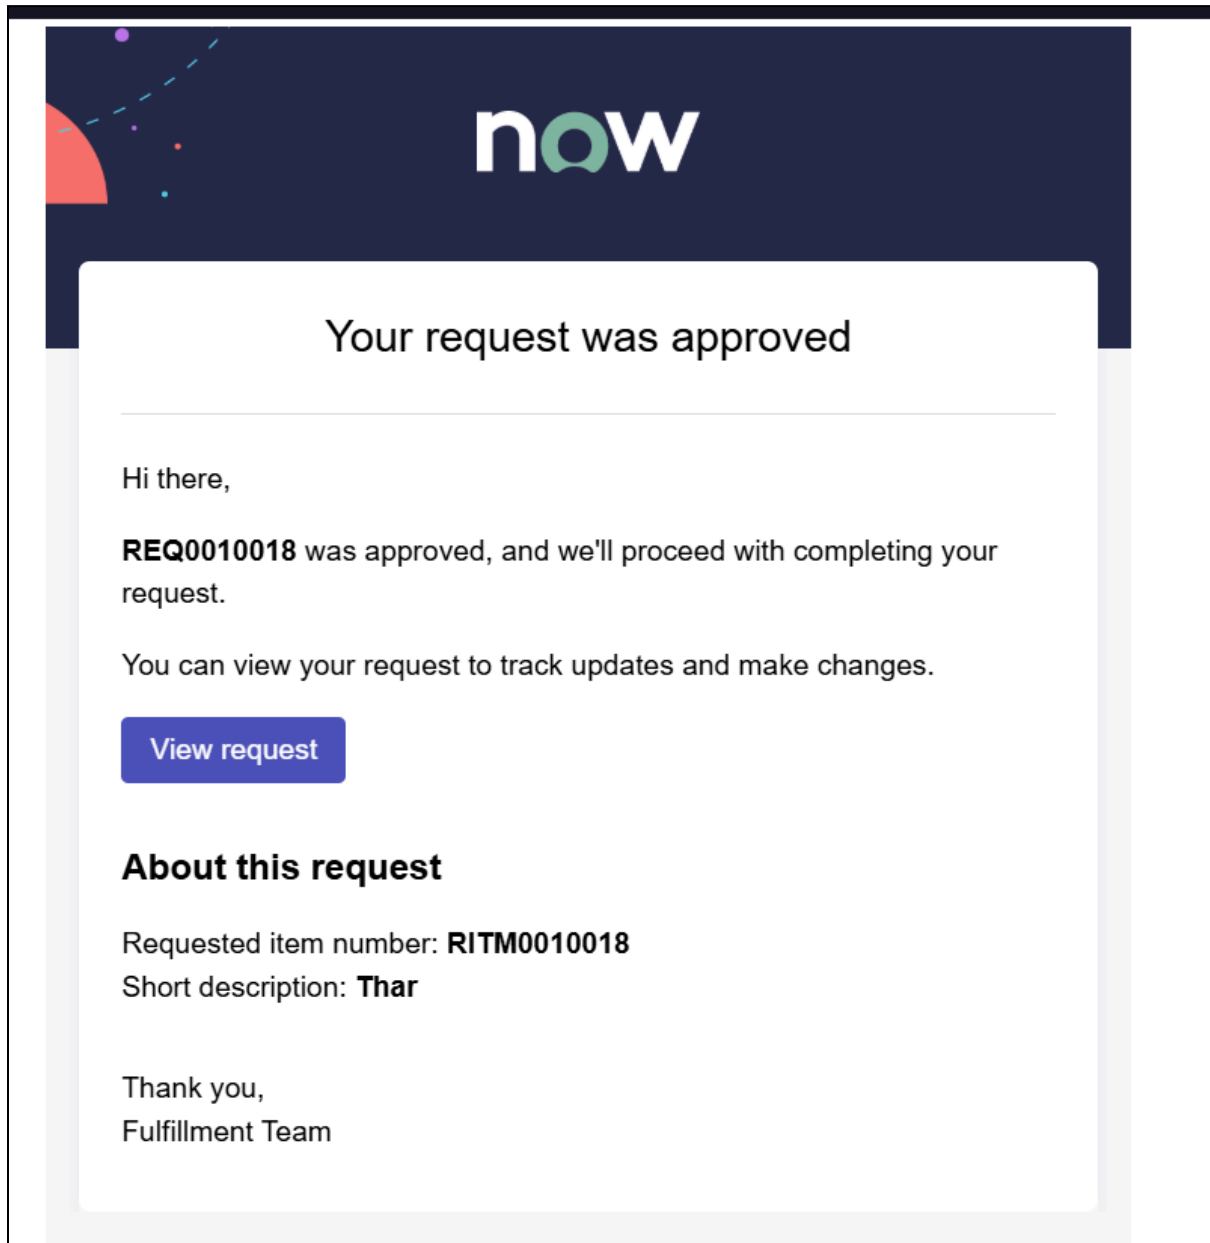 now
Your request was approved
Hi there,
REQ0010018 was approved, and we'll proceed with completing your
request.
You can view your request to track updates and make changes.
View request
About this request
Requested item number: RITM0010018
Short description: Thar
Thank you,
Fulfillment Team